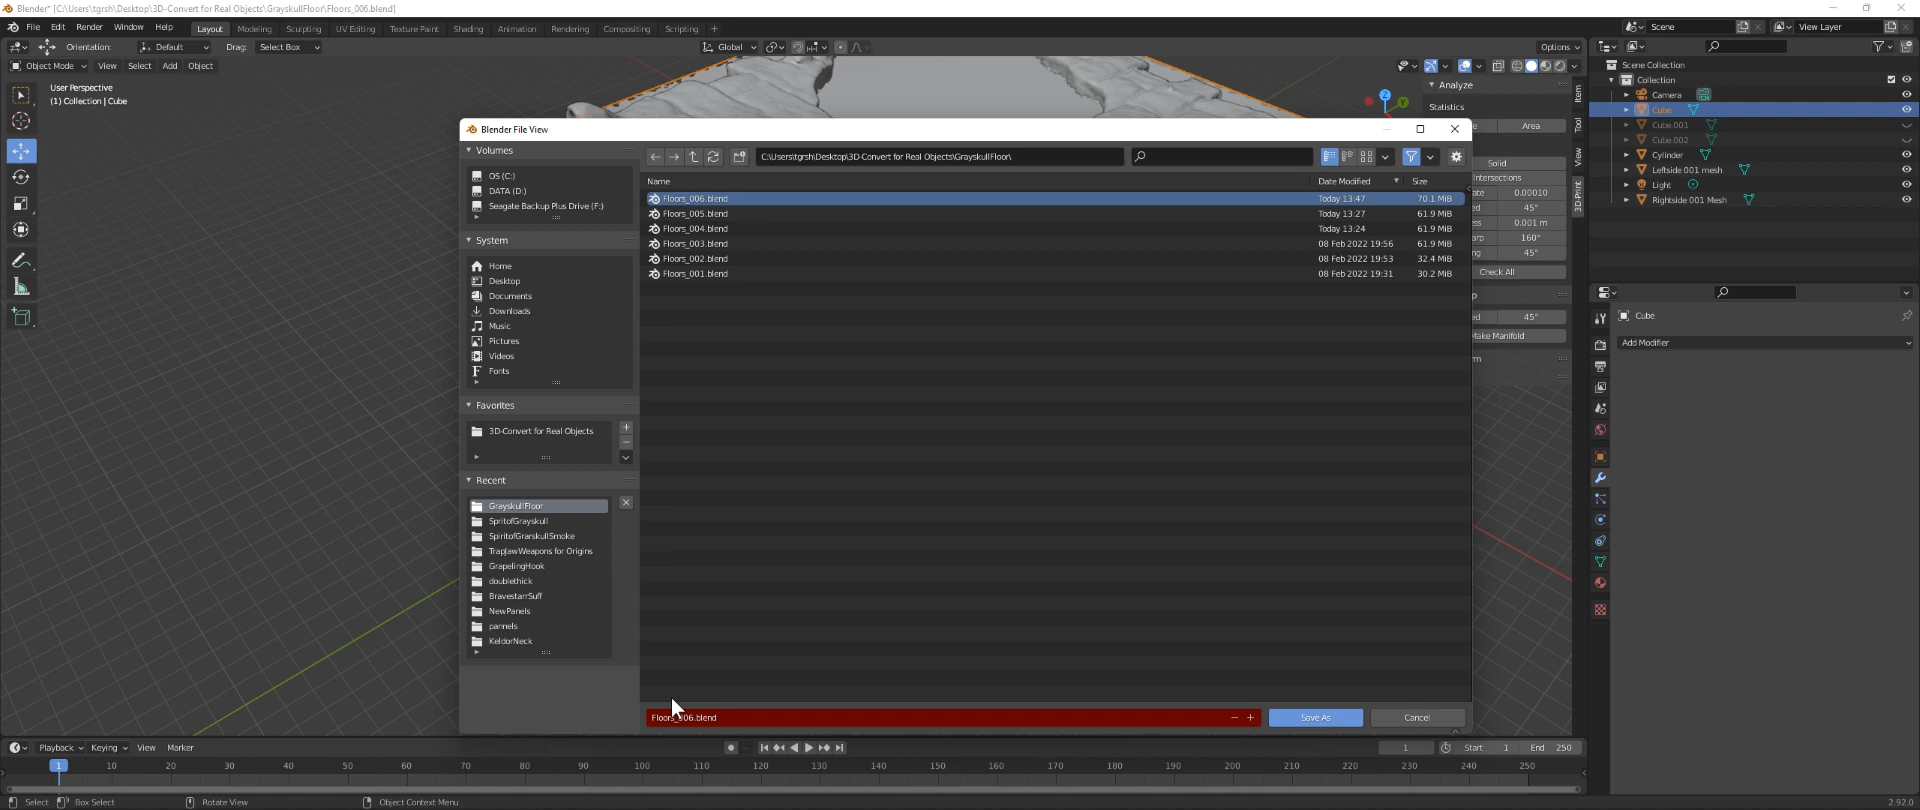 Blender* [C:\Users\tgrsh\Desktop\3D-Convert for Real Objects\GrayskullFloor\Floors_006.blend]
File Edit Render Window Help Layout Modeling Sculpting UV Editing Texture Paint Shading Animation Rendering Compositing Scripting + Scene View Layer
Orientation: Default Drag: Select Box Global Options
Object Mode View Select Add Object
User Perspective
(1) Collection | Cube
Z
Y
Analyze
Statistics
Area
Solid
Intersections
0.00010
45°
0.001 m
160°
45°
Check All
45°
Make Manifold
Item
Tool
View
3D-Print
Blender File View
Volumes
OS (C:)
DATA (D:)
Seagate Backup Plus Drive (F:)
System
Home
Desktop
Documents
Downloads
Music
Pictures
Videos
Fonts
Favorites
3D-Convert for Real Objects
Recent
GrayskullFloor
SpritofGrayskull
SpiritofGrarskullSmoke
TrapJawWeapons for Origins
GrapelingHook
doublethick
BravestarrSuff
NewPanels
pannels
KeldorNeck
C:\Users\tgrsh\Desktop\3D-Convert for Real Objects\GrayskullFloor\
Name Date Modified Size
Floors_006.blend Today 13:47 70.1 MiB
Floors_005.blend Today 13:27 61.9 MiB
Floors_004.blend Today 13:24 61.9 MiB
Floors_003.blend 08 Feb 2022 19:56 61.9 MiB
Floors_002.blend 08 Feb 2022 19:53 32.4 MiB
Floors_001.blend 08 Feb 2022 19:31 30.2 MiB
Floors_006.blend Save As Cancel
Scene Collection
Collection
Camera
Cube
Cube.001
Cube.002
Cylinder
Leftside 001 mesh
Light
Rightside 001 Mesh
Cube
Add Modifier
Playback Keying View Marker 1 Start 1 End 250
1 10 20 30 40 50 60 70 80 90 100 110 120 130 140 150 160 170 180 190 200 210 220 230 240 250
Select Box Select Rotate View Object Context Menu 2.92.0